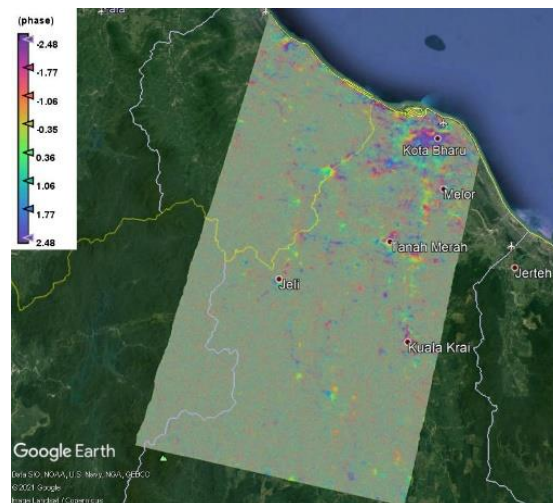 (phase)
-2.48
-1.77
-1.06
-0.35
0.36
1.06
1.77
2.48
Kota Bharu
Melor
Tanah Merah
Jerteh
Jeli
Kuala Krai
Google Earth
Data SIO, NOAA, U.S. Navy, NGA, GEBCO
©2021 Google
Image Landsat / Copernicus